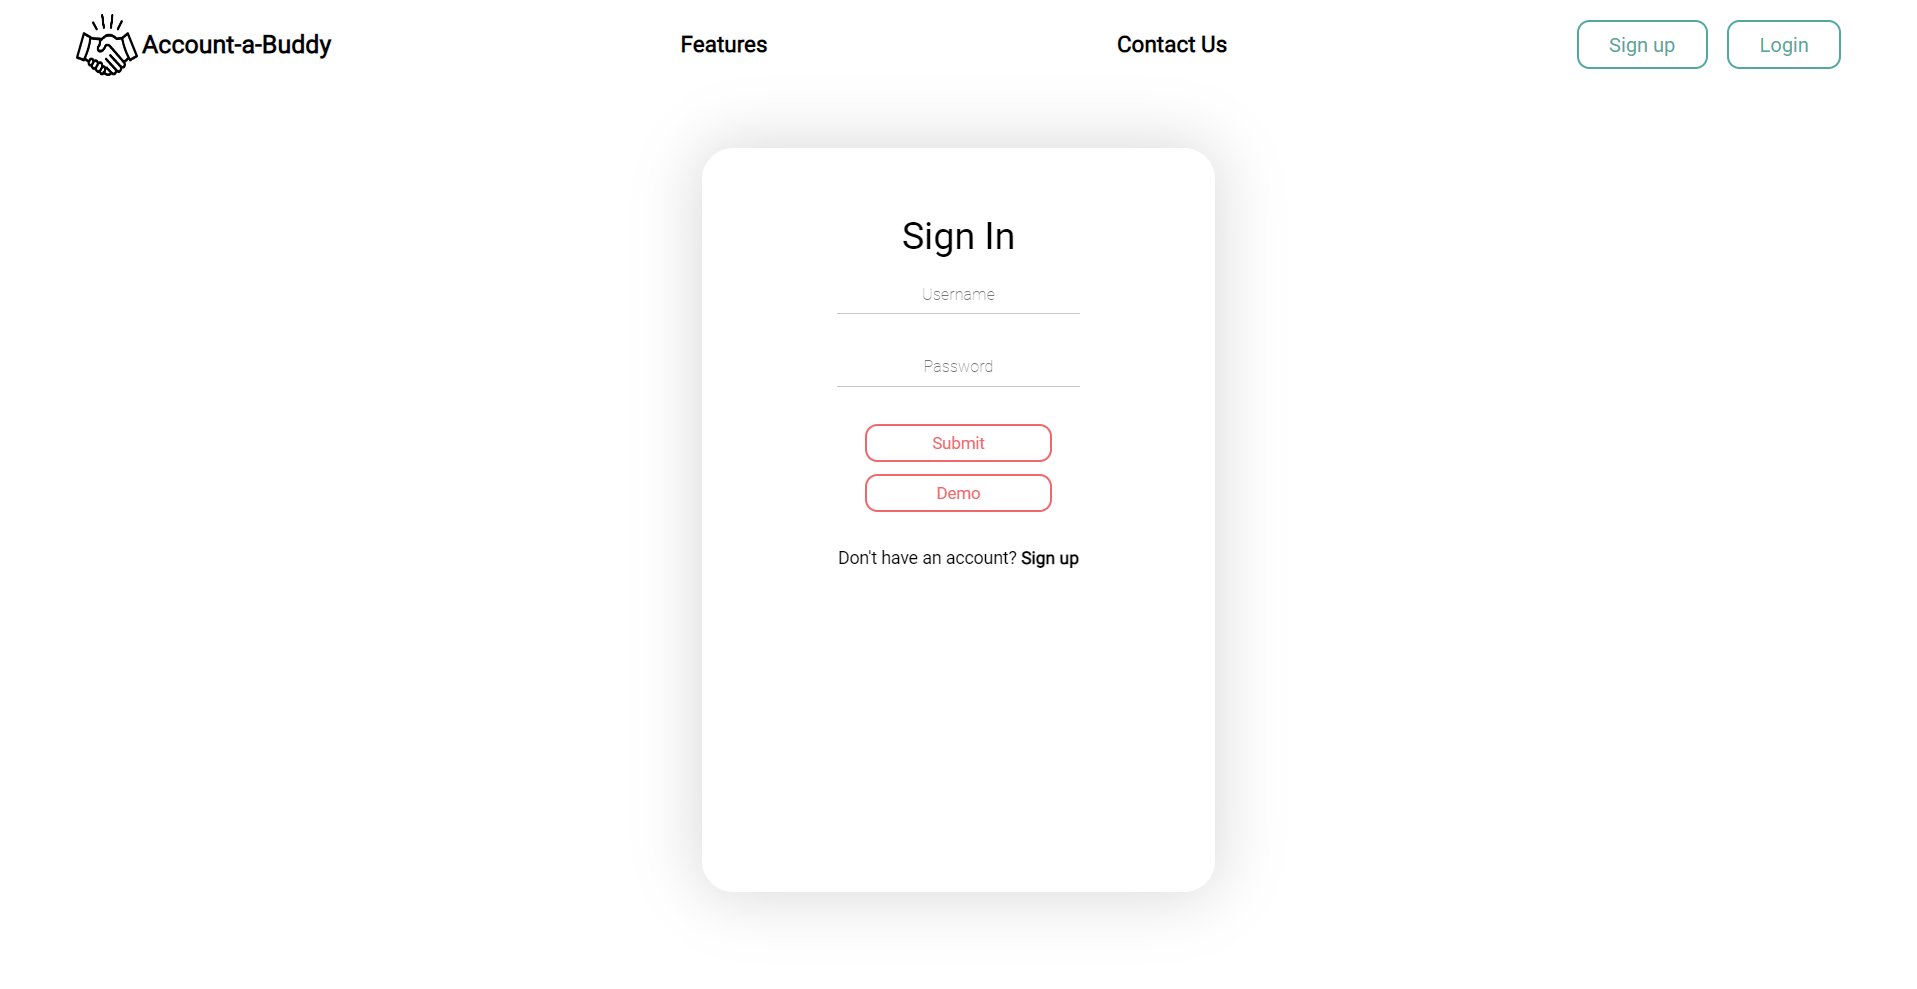 Account-a-Buddy
Features
Contact Us
Sign up
Login
Sign In
Username
Password
Submit
Demo
Don't have an account? Sign up